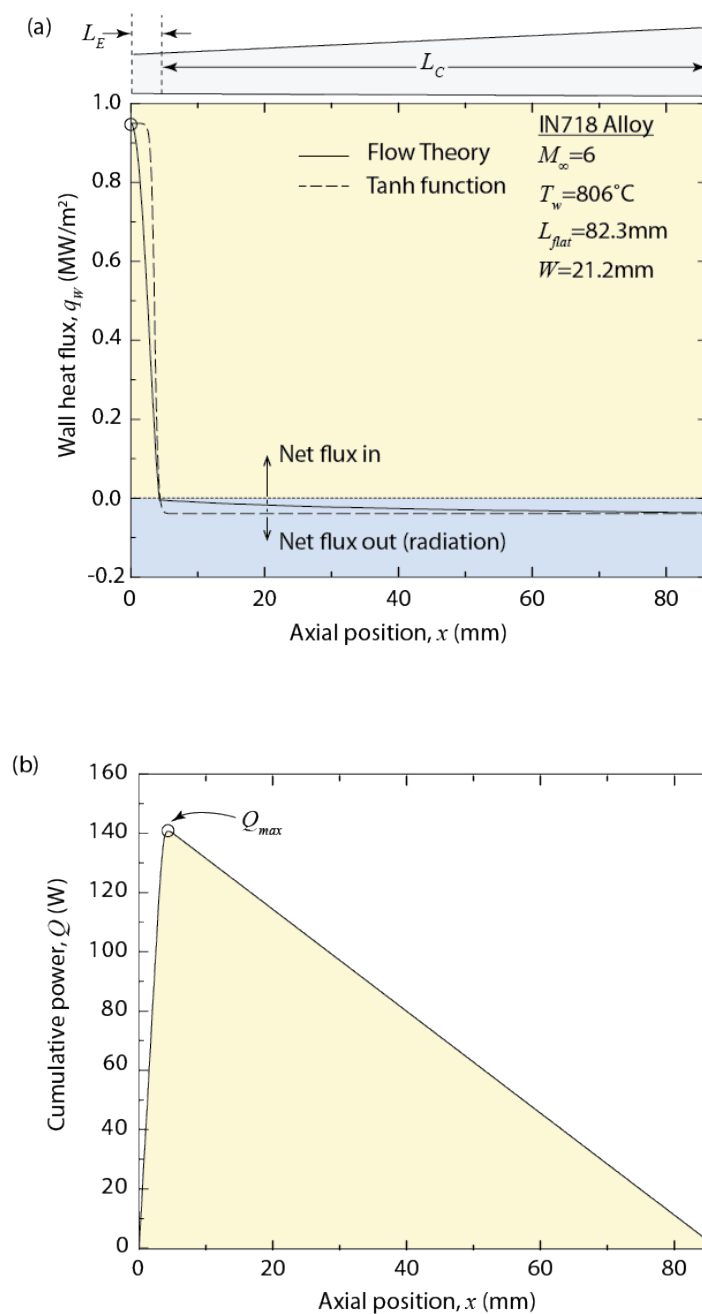 (a)
L_E
L_C
1.0
0.8
0.6
0.4
0.2
0.0
-0.2
Wall heat flux, q_w (MW/m²)
Flow Theory
Tanh function
IN718 Alloy
M_∞=6
T_w=806°C
L_flat=82.3mm
W=21.2mm
Net flux in
Net flux out (radiation)
0
20
40
60
80
Axial position, x (mm)
(b)
160
140
120
100
80
60
40
20
0
Cumulative power, Q (W)
Q_max
0
20
40
60
80
Axial position, x (mm)